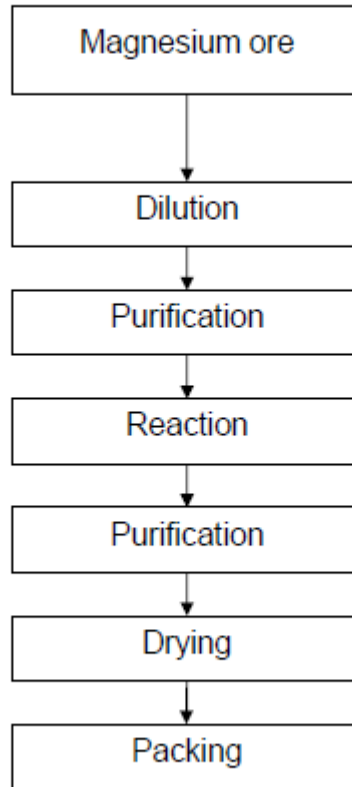 Magnesium ore
Dilution
Purification
Reaction
Purification
Drying
Packing